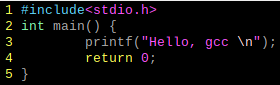 1 #include<stdio.h>
2 int main() {
3         printf("Hello, gcc \n");
4         return 0;
5 }